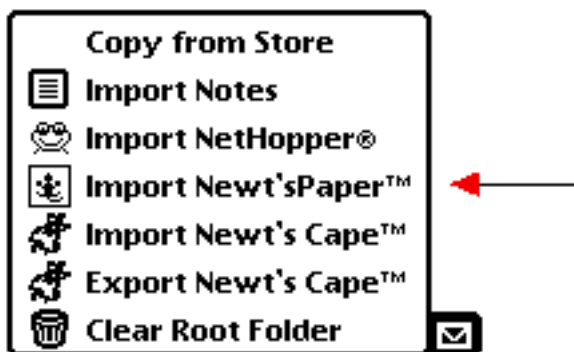 Copy from Store
Import Notes
Import NetHopper®
Import Newt'sPaper™
Import Newt's Cape™
Export Newt's Cape™
Clear Root Folder